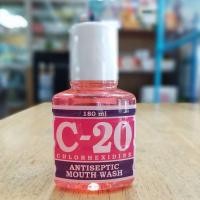 180 ml
C-20
CHLORHEXIDINE
ANTISEPTIC
MOUTH WASH